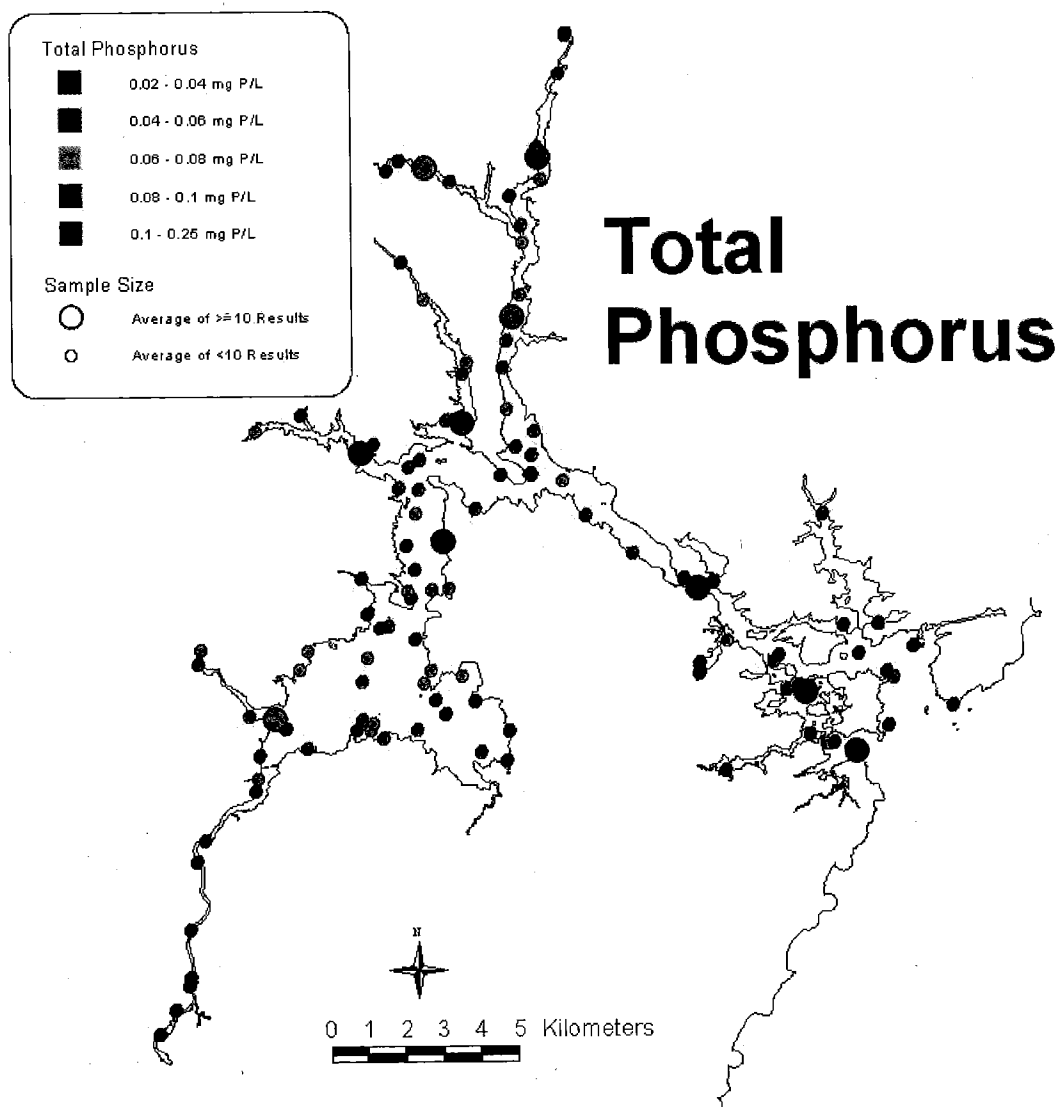 Total Phosphorus
0.02 - 0.04 mg P/L
0.04 - 0.06 mg P/L
0.06 - 0.08 mg P/L
0.08 - 0.1 mg P/L
0.1 - 0.25 mg P/L
Sample Size
Average of >=10 Results
Average of <10 Results
Total
Phosphorus
N
0 1 2 3 4 5 Kilometers